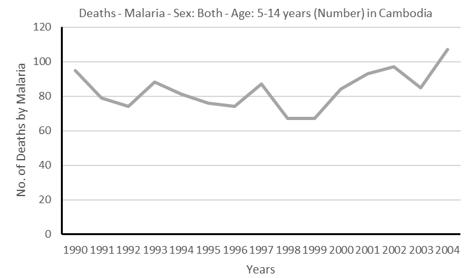 Deaths - Malaria - Sex: Both - Age: 5-14 years (Number) in Cambodia
No. of Deaths by Malaria
120
100
80
60
40
20
0
1990 1991 1992 1993 1994 1995 1996 1997 1998 1999 2000 2001 2002 2003 2004
Years